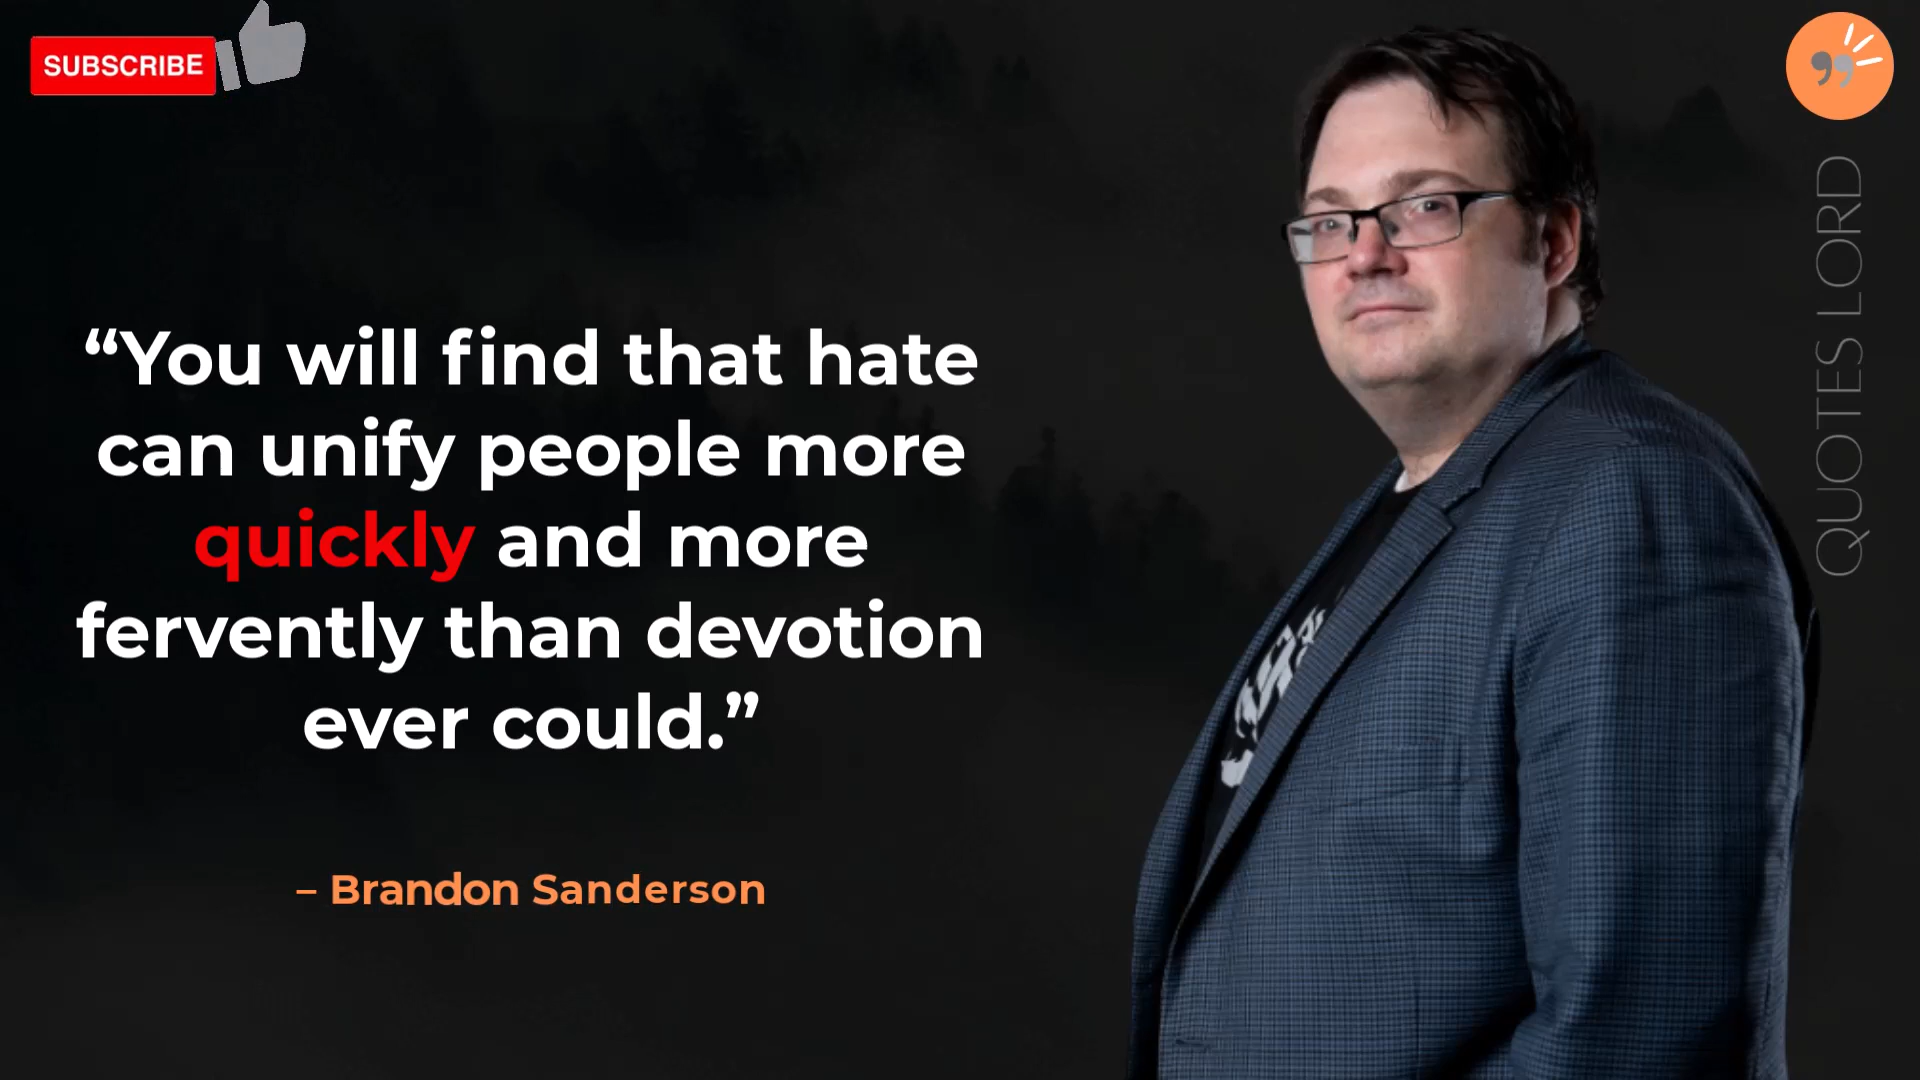 SUBSCRIBE
“You will find that hate
can unify people more
quickly and more
fervently than devotion
ever could.”
– Brandon Sanderson
QUOTES LORD